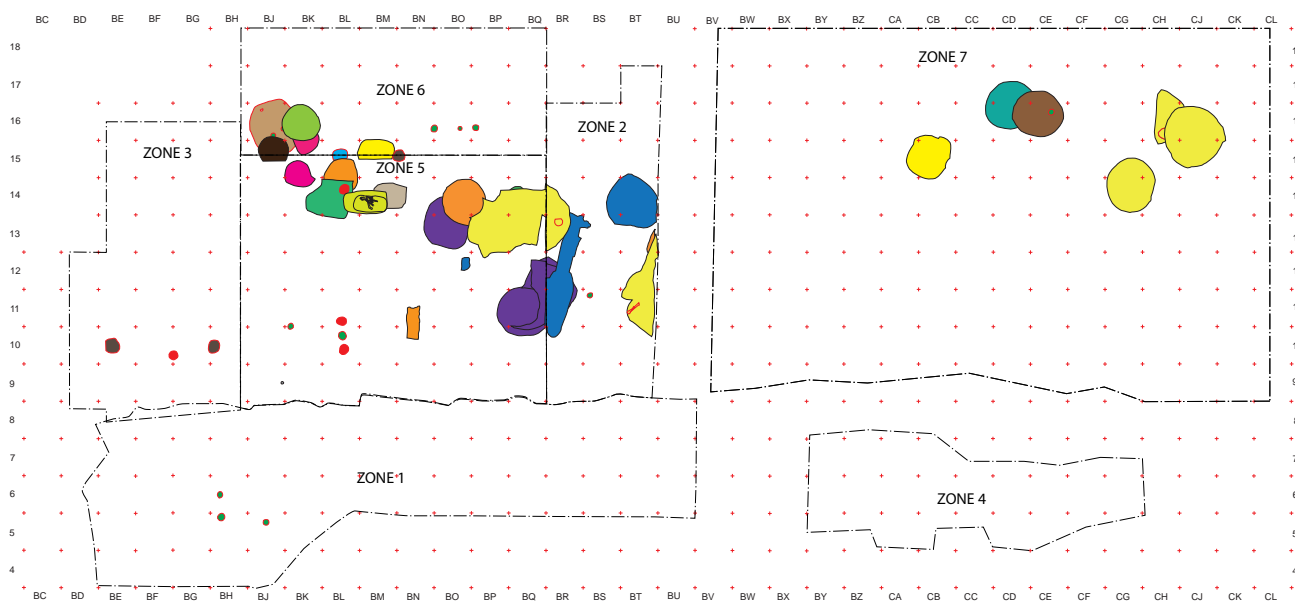 BC BD BE BF BG BH BJ BK BL BM BN BO BP BQ BR BS BT BU BV BW BX BY BZ CA CB CC CD CE CF CG CH CJ CK CL
18
ZONE 7
17
ZONE 6
16
ZONE 2
ZONE 3
15
ZONE 5
14
13
12
11
10
9
8
7
ZONE 1
6
ZONE 4
5
4
BC BD BE BF BG BH BJ BK BL BM BN BO BP BQ BR BS BT BU BV BW BX BY BZ CA CB CC CD CE CF CG CH CJ CK CL